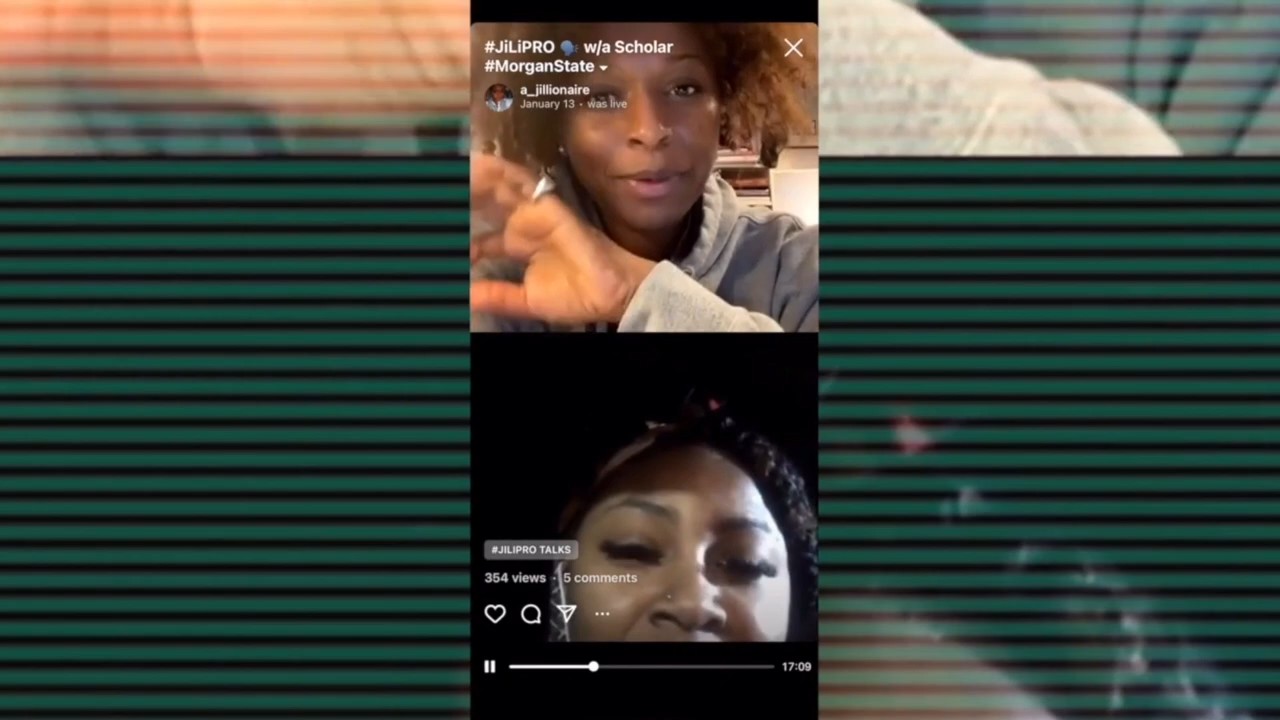 #JiLiPRO 🗣️ w/a Scholar
#MorganState
a_jillionaire
January 13 · was live
#JILIPRO TALKS
354 views · 5 comments
17:09